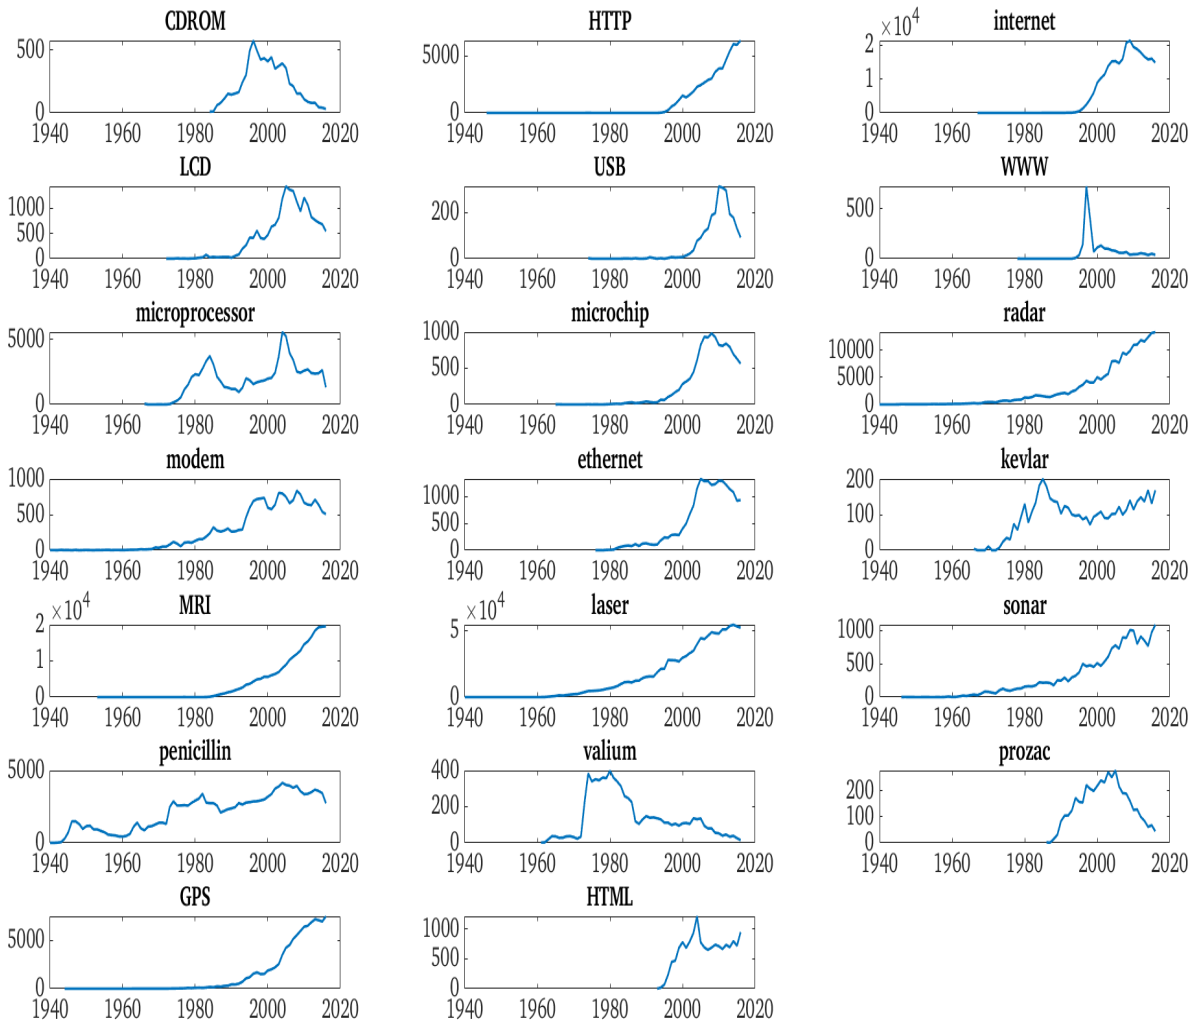 CDROM HTTP internet
×10⁴
500 5000 2
1
0 0 0
1940 1960 1980 2000 2020 1940 1960 1980 2000 2020 1940 1960 1980 2000 2020
LCD USB WWW
1000 200 500
500
0 0 0
1940 1960 1980 2000 2020 1940 1960 1980 2000 2020 1940 1960 1980 2000 2020
microprocessor microchip radar
5000 1000 10000
500 5000
0 0 0
1940 1960 1980 2000 2020 1940 1960 1980 2000 2020 1940 1960 1980 2000 2020
modem ethernet kevlar
1000 1000 200
500 500 100
0 0 0
1940 1960 1980 2000 2020 1940 1960 1980 2000 2020 1940 1960 1980 2000 2020
MRI laser sonar
×10⁴ ×10⁴
2 5 1000
1 500
0 0 0
1940 1960 1980 2000 2020 1940 1960 1980 2000 2020 1940 1960 1980 2000 2020
penicillin valium prozac
5000 400 200
200 100
0 0 0
1940 1960 1980 2000 2020 1940 1960 1980 2000 2020 1940 1960 1980 2000 2020
GPS HTML
5000 1000
500
0 0
1940 1960 1980 2000 2020 1940 1960 1980 2000 2020